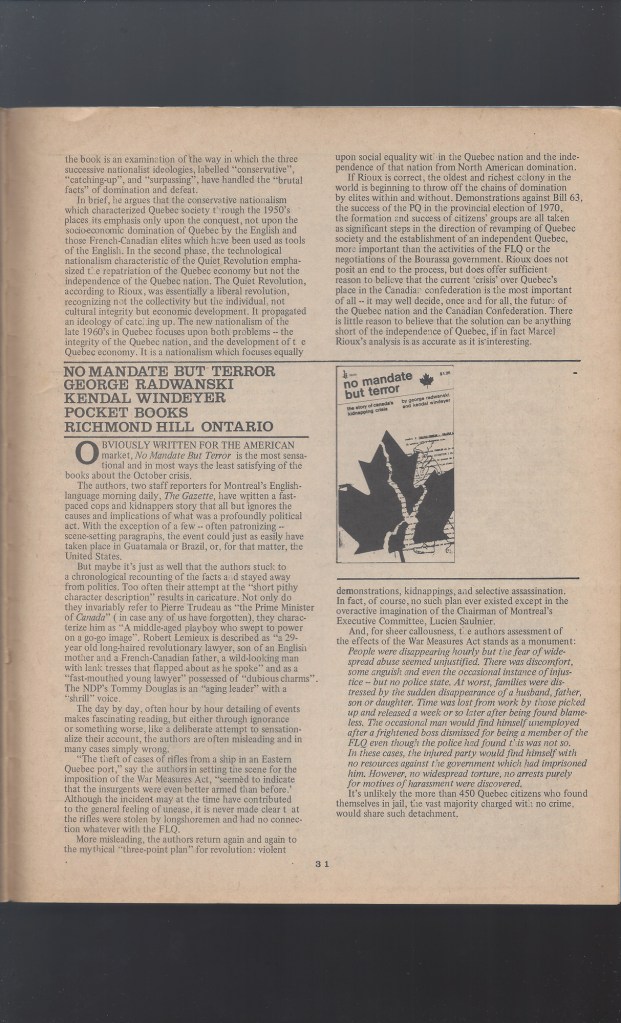 the book is an examination of the way in which the three
successive nationalist ideologies, labelled "conservative",
"catching-up", and "surpassing", have handled the "brutal
facts" of domination and defeat.
In brief, he argues that the conservative nationalism
which characterized Quebec society through the 1950's
places its emphasis only upon the conquest, not upon the
socioeconomic domination of Quebec by the English and
those French-Canadian elites which have been used as tools
of the English. In the second phase, the technological
nationalism characteristic of the Quiet Revolution empha-
sized the repatriation of the Quebec economy but not the
independence of the Quebec nation. The Quiet Revolution,
according to Rioux, was essentially a liberal revolution,
recognizing not the collectivity but the individual, not
cultural integrity but economic development. It propagated
an ideology of catching up. The new nationalism of the
late 1960's in Quebec focuses upon both problems -- the
integrity of the Quebec nation, and the development of t e
Quebec economy. It is a nationalism which focuses equally
upon social equality within the Quebec nation and the inde-
pendence of that nation from North American domination.
If Rioux is correct, the oldest and richest colony in the
world is beginning to throw off the chains of domination
by elites within and without. Demonstrations against Bill 63,
the success of the PQ in the provincial election of 1970,
the formation and success of citizens' groups are all taken
as significant steps in the direction of revamping of Quebec
society and the establishment of an independent Quebec,
more important than the activities of the FLQ or the
negotiations of the Bourassa government. Rioux does not
posit an end to the process, but does offer sufficient
reason to believe that the current 'crisis' over Quebec's
place in the Canadian confederation is the most important
of all -- it may well decide, once and for all, the future of
the Quebec nation and the Canadian Confederation. There
is little reason to believe that the solution can be anything
short of the independence of Quebec, if in fact Marcel
Rioux's analysis is as accurate as it is interesting.
NO MANDATE BUT TERROR
GEORGE RADWANSKI
KENDAL WINDEYER
POCKET BOOKS
RICHMOND HILL ONTARIO
OBVIOUSLY WRITTEN FOR THE AMERICAN
market, No Mandate But Terror is the most sensa-
tional and in most ways the least satisfying of the
books about the October crisis.
The authors, two staff reporters for Montreal's English-
language morning daily, The Gazette, have written a fast-
paced cops and kidnappers story that all but ignores the
causes and implications of what was a profoundly political
act. With the exception of a few -- often patronizing --
scene-setting paragraphs, the event could just as easily have
taken place in Guatamala or Brazil, or, for that matter, the
United States.
But maybe it's just as well that the authors stuck to
a chronological recounting of the facts and stayed away
from politics. Too often their attempt at the "short pithy
character description" results in caricature. Not only do
they invariably refer to Pierre Trudeau as "the Prime Minister
of Canada" ( in case any of us have forgotten), they charac-
terize him as "A middle-aged playboy who swept to power
on a go-go image". Robert Lemieux is described as "a 29-
year old long-haired revolutionary lawyer, son of an English
mother and a French-Canadian father, a wild-looking man
with lank tresses that flapped about as he spoke" and as a
"fast-mouthed young lawyer" possessed of "dubious charms".
The NDP's Tommy Douglas is an "aging leader" with a
"shrill" voice.
The day by day, often hour by hour detailing of events
makes fascinating reading, but either through ignorance
or something worse, like a deliberate attempt to sensation-
alize their account, the authors are often misleading and in
many cases simply wrong.
"The theft of cases of rifles from a ship in an Eastern
Quebec port," say the authors in setting the scene for the
imposition of the War Measures Act, "seemed to indicate
that the insurgents were even better armed than before.'
Although the incident may at the time have contributed
to the general feeling of unease, it is never made clear t at
the rifles were stolen by longshoremen and had no connec-
tion whatever with the FLQ.
More misleading, the authors return again and again to
the mythical "three-point plan" for revolution: violent
$1.25
no mandate
but terror
the story of canada's
kidnapping crisis
by george radwanski
and kendal windeyer
demonstrations, kidnappings, and selective assassination.
In fact, of course, no such plan ever existed except in the
overactive imagination of the Chairman of Montreal's
Executive Committee, Lucien Saulnier.
And, for sheer callousness, the authors assessment of
the effects of the War Measures Act stands as a monument:
People were disappearing hourly but the fear of wide-
spread abuse seemed unjustified. There was discomfort,
some anguish and even the occasional instance of injus-
tice -- but no police state. At worst, families were dis-
tressed by the sudden disappearance of a husband, father,
son or daughter. Time was lost from work by those picked
up and released a week or so later after being found blame-
less. The occasional man would find himself unemployed
after a frightened boss dismissed for being a member of the
FLQ even though the police had found this was not so.
In these cases, the injured party would find himself with
no resources against the government which had imprisoned
him. However, no widespread torture, no arrests purely
for motives of harassment were discovered.
It's unlikely the more than 450 Quebec citizens who found
themselves in jail, the vast majority charged with no crime,
would share such detachment.
31